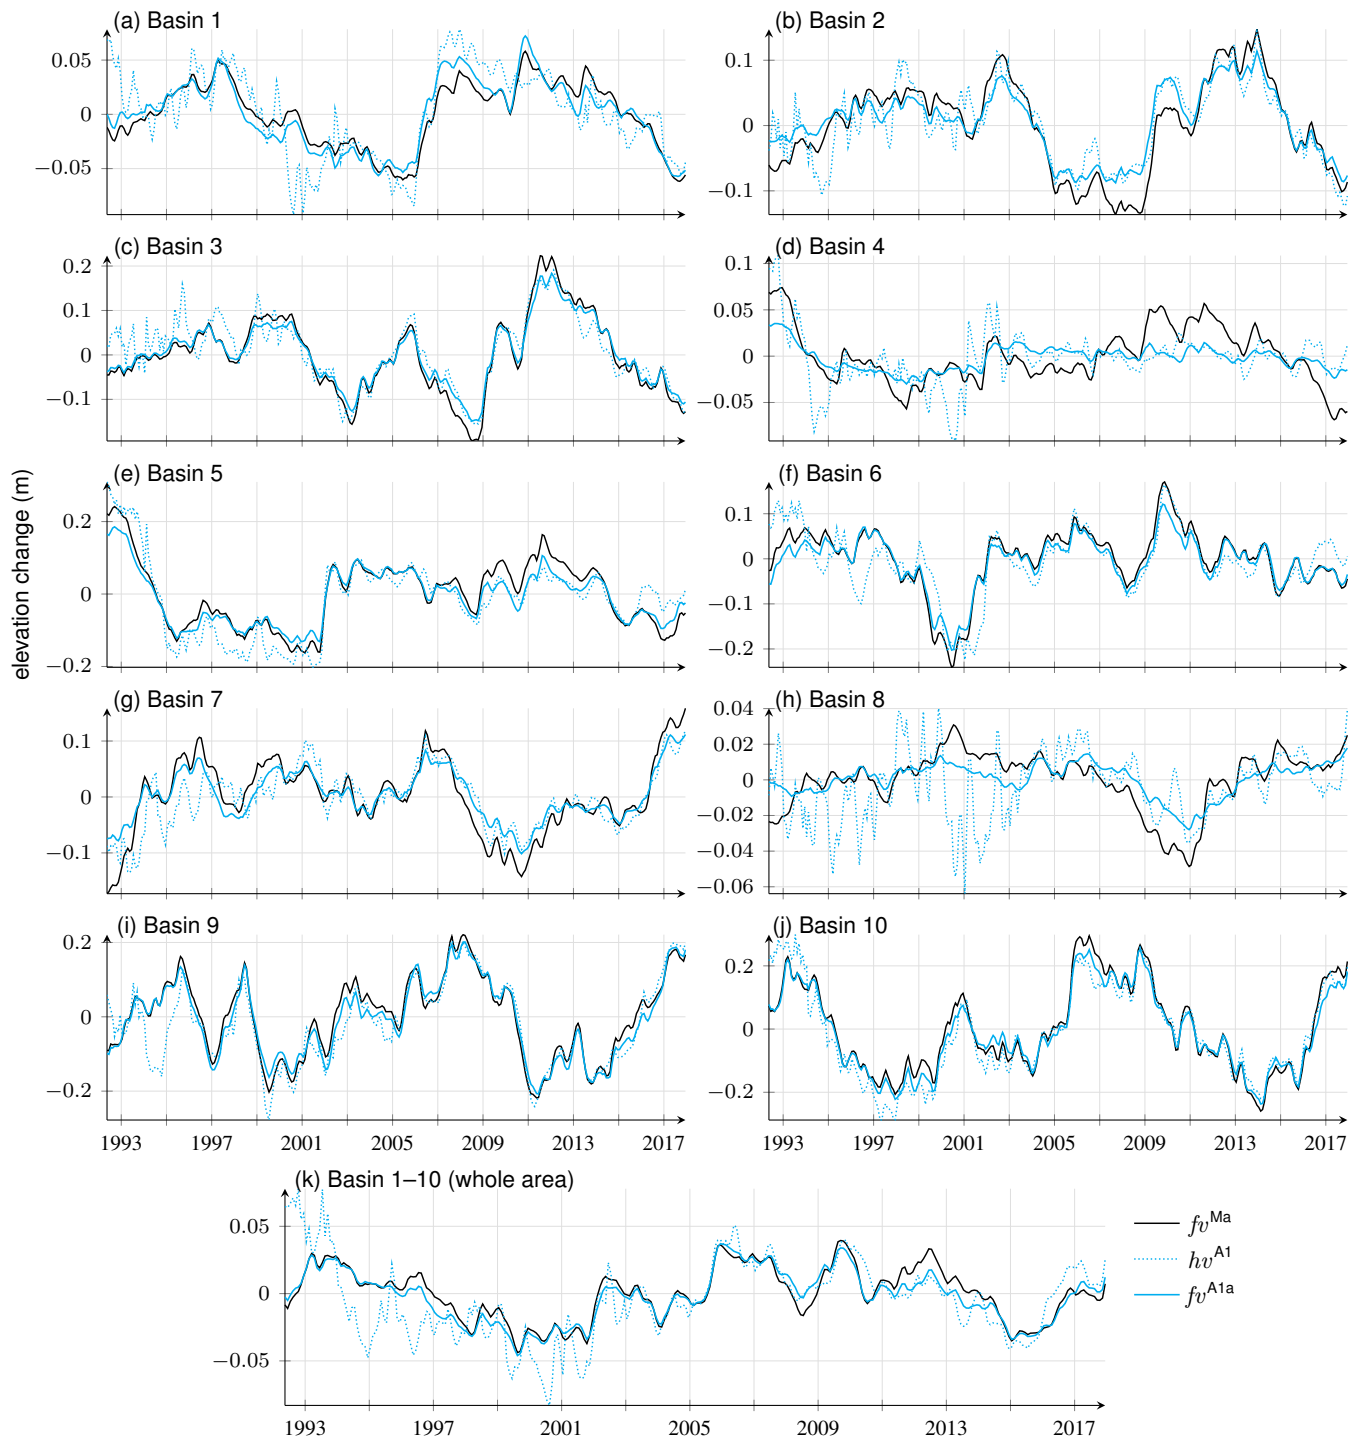 (a) Basin 1
0.05
0
−0.05
(b) Basin 2
0.1
0
−0.1
(c) Basin 3
0.2
0.1
0
−0.1
(d) Basin 4
0.1
0.05
0
−0.05
elevation change (m)
(e) Basin 5
0.2
0
−0.2
(f) Basin 6
0.1
0
−0.1
−0.2
(g) Basin 7
0.1
0
−0.1
(h) Basin 8
0.04
0.02
0
−0.02
−0.04
−0.06
(i) Basin 9
0.2
0
−0.2
1993 1997 2001 2005 2009 2013 2017
(j) Basin 10
0.2
0
−0.2
1993 1997 2001 2005 2009 2013 2017
(k) Basin 1–10 (whole area)
0.05
0
−0.05
1993 1997 2001 2005 2009 2013 2017
fv^Ma
hv^A1
fv^A1a